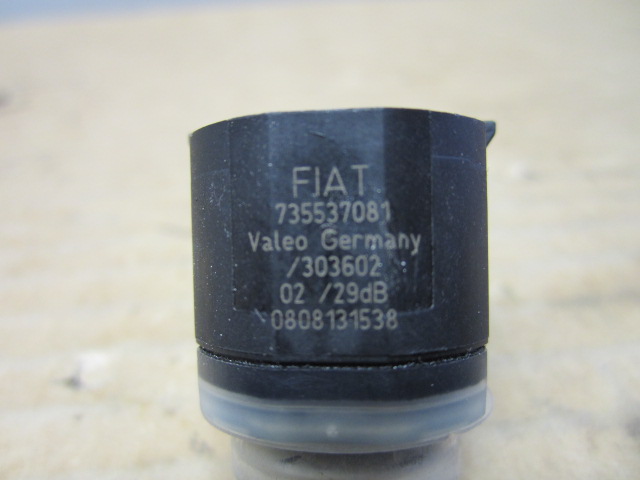 FIAT
735537081
Valeo Germany
/303602
02 /29dB
0808131538